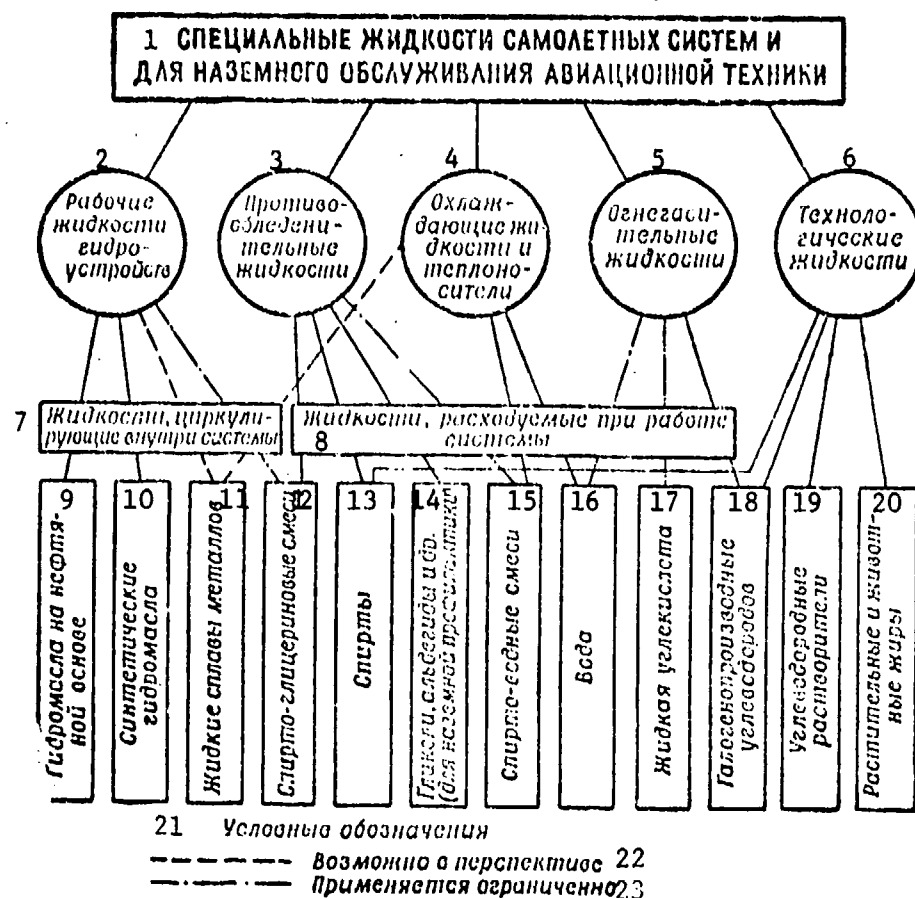 1 СПЕЦИАЛЬНЫЕ ЖИДКОСТИ САМОЛЕТНЫХ СИСТЕМ И
ДЛЯ НАЗЕМНОГО ОБСЛУЖИВАНИЯ АВИАЦИОННОЙ ТЕХНИКИ
2
Рабочие
жидкости
гидро-
устройств
3
Противо-
обледени-
тельные
жидкости
4
Охлаж-
дающие жи-
дкости и
теплоно-
сители
5
Огнегаси-
тельные
жидкости
6
Техноло-
гические
жидкости
7
Жидкости, циркули-
рующие внутри системы
Жидкости, расходуемые при работе
системы
8
9
Гидромасла на нефтя-
ной основе
10
Синтетические
гидромасла
11
Жидкие сплавы металлов
12
Спирто-глицериновые смеси
13
Спирты
14
Гликоли, альдегиды и др.
(для наземной профилактики)
15
Спирто-водные смеси
16
Вода
17
Жидкая углекислота
18
Галогенопроизводные
углеводородов
19
Углеводородные
растворители
20
Растительные и живот-
ные жиры
21 Условные обозначения
Возможно в перспективе 22
Применяется ограниченно 23